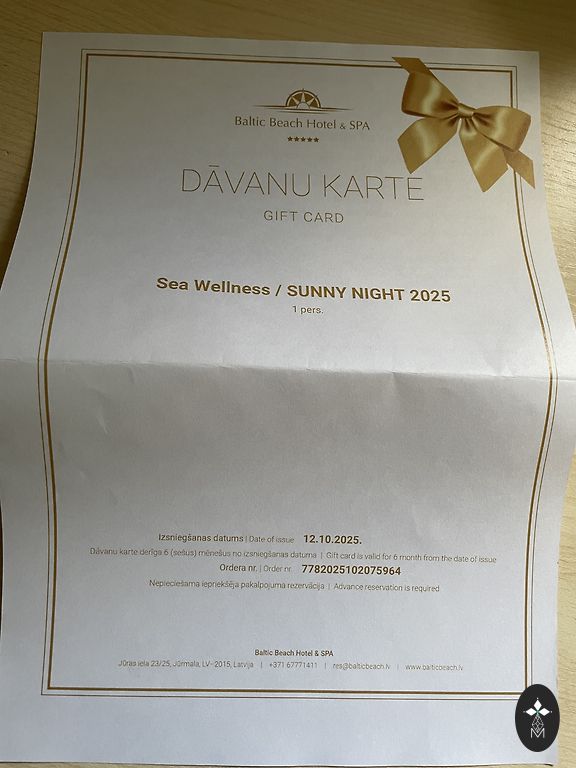 Baltic Beach Hotel & SPA
DĀVANU KARTE
GIFT CARD
Sea Wellness / SUNNY NIGHT 2025
1 pers.
Izsniegšanas datums | Date of issue 12.10.2025.
Dāvanu karte derīga 6 (sešus) mēnešus no izsniegšanas datuma | Gift card is valid for 6 month from the date of issue
Ordera nr. | Order nr. 7782025102075964
Nepieciešama iepriekšēja pakalpojuma rezervācija | Advance reservation is required
Baltic Beach Hotel & SPA
Jūras iela 23/25, Jūrmala, LV–2015, Latvija | +371 67771411 | res@balticbeach.lv | www.balticbeach.lv
M